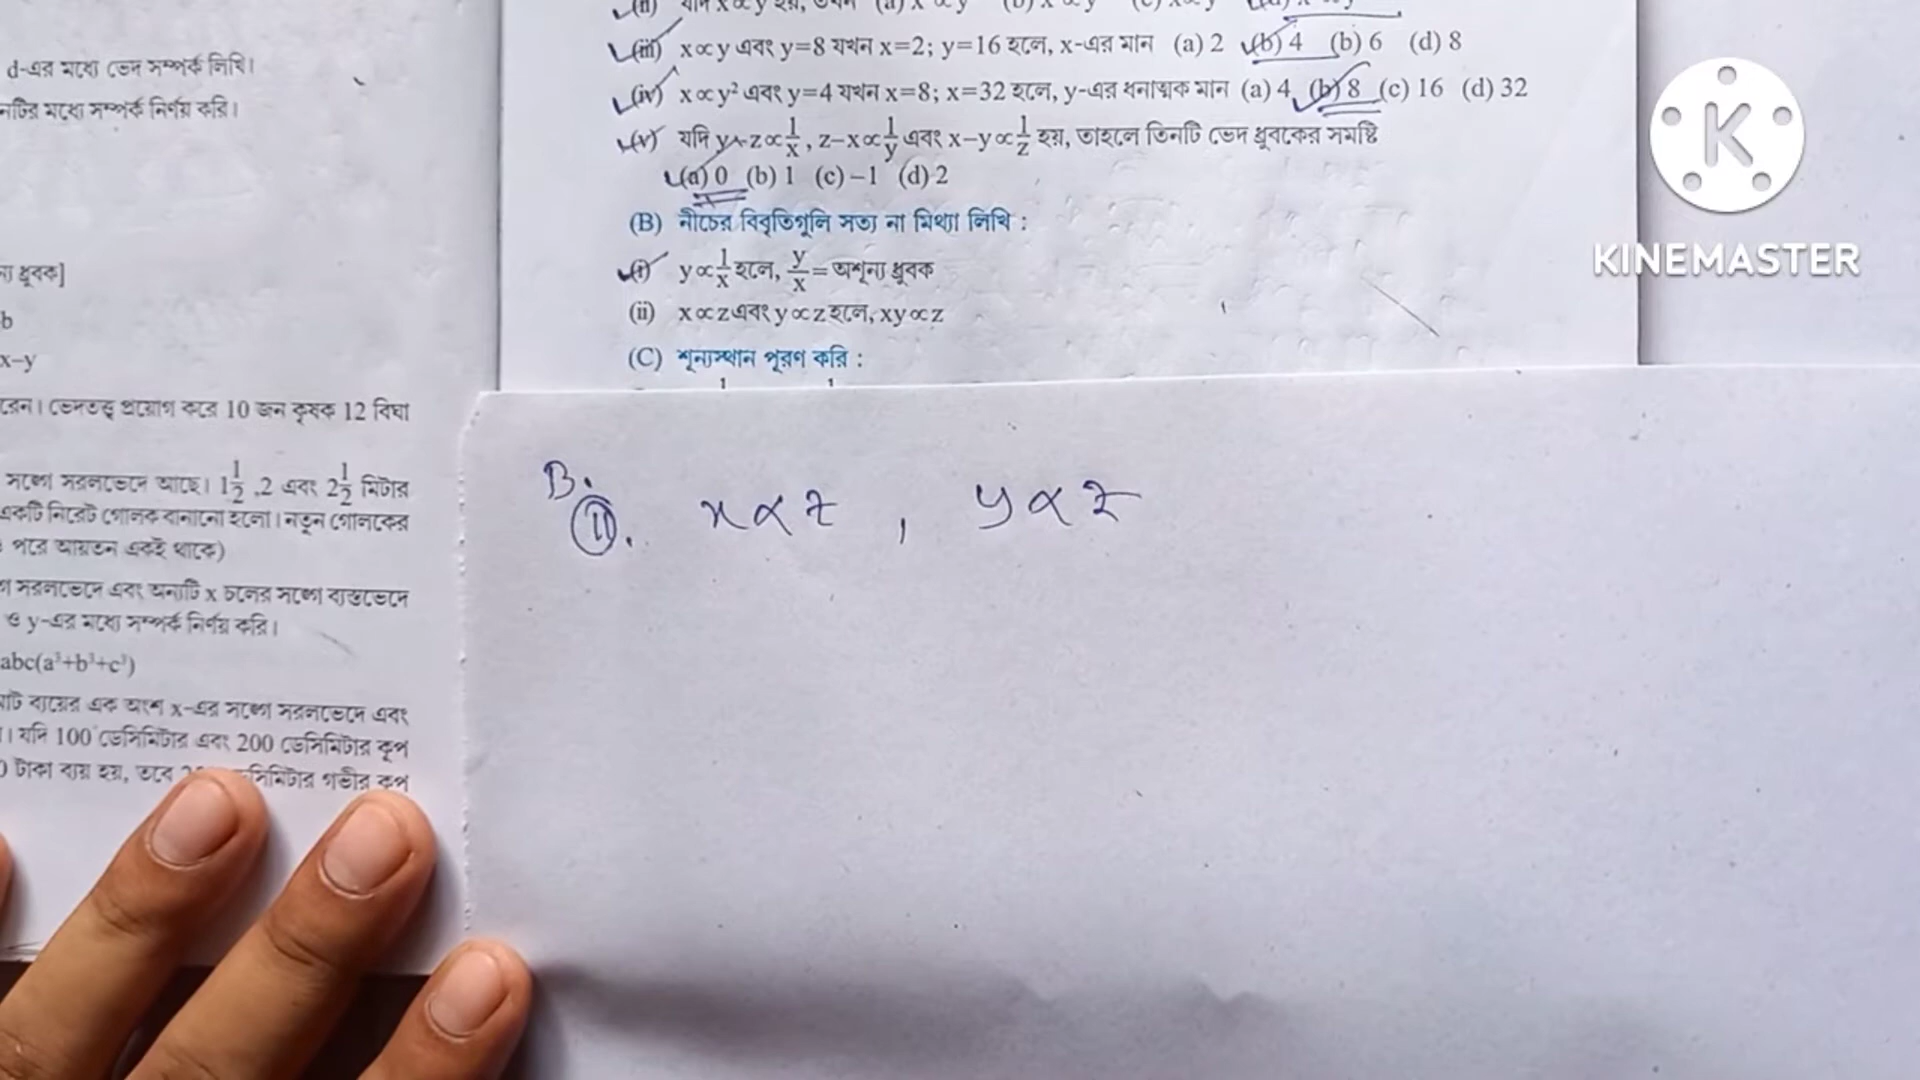 d-এর মধ্যে ভেদ সম্পর্ক লিখি।
মধ্যে সম্পর্ক নির্ণয় করি।
ধ্রুবক]
b
x–y
ভেদতত্ত্ব প্রয়োগ করে 10 জন কৃষক 12 বিঘা
সঙ্গে সরলভেদে আছে। 1 1/2 ,2 এবং 2 1/2 মিটার
একটি নিরেট গোলক বানানো হলো। নতুন গোলকের
পরে আয়তন একই থাকে)
সরলভেদে এবং অন্যটি x চলের সঙ্গে ব্যস্তভেদে
ও y-এর মধ্যে সম্পর্ক নির্ণয় করি।
abc(a³+b³+c³)
ব্যয়ের এক অংশ x-এর সঙ্গে সরলভেদে এবং
। যদি 100 ডেসিমিটার এবং 200 ডেসিমিটার কূপ
টাকা ব্যয় হয়, তবে গভীর কূপ
(iii) x∝y এবং y=8 যখন x=2; y=16 হলে, x-এর মান (a) 2 (b) 4 (b) 6 (d) 8
(iv) x∝y² এবং y=4 যখন x=8; x=32 হলে, y-এর ধনাত্মক মান (a) 4 (b) 8 (c) 16 (d) 32
(v) যদি y–z∝1/x , z–x∝1/y এবং x–y∝1/z হয়, তাহলে তিনটি ভেদ ধ্রুবকের সমষ্টি
(a) 0 (b) 1 (c) –1 (d) 2
(B) নীচের বিবৃতিগুলি সত্য না মিথ্যা লিখি :
(i) y∝1/x হলে, y/x = অশূন্য ধ্রুবক
(ii) x∝z এবং y∝z হলে, xy∝z
(C) শূন্যস্থান পূরণ করি :
B.
(ii). x∝z , y∝z
K
KINEMASTER